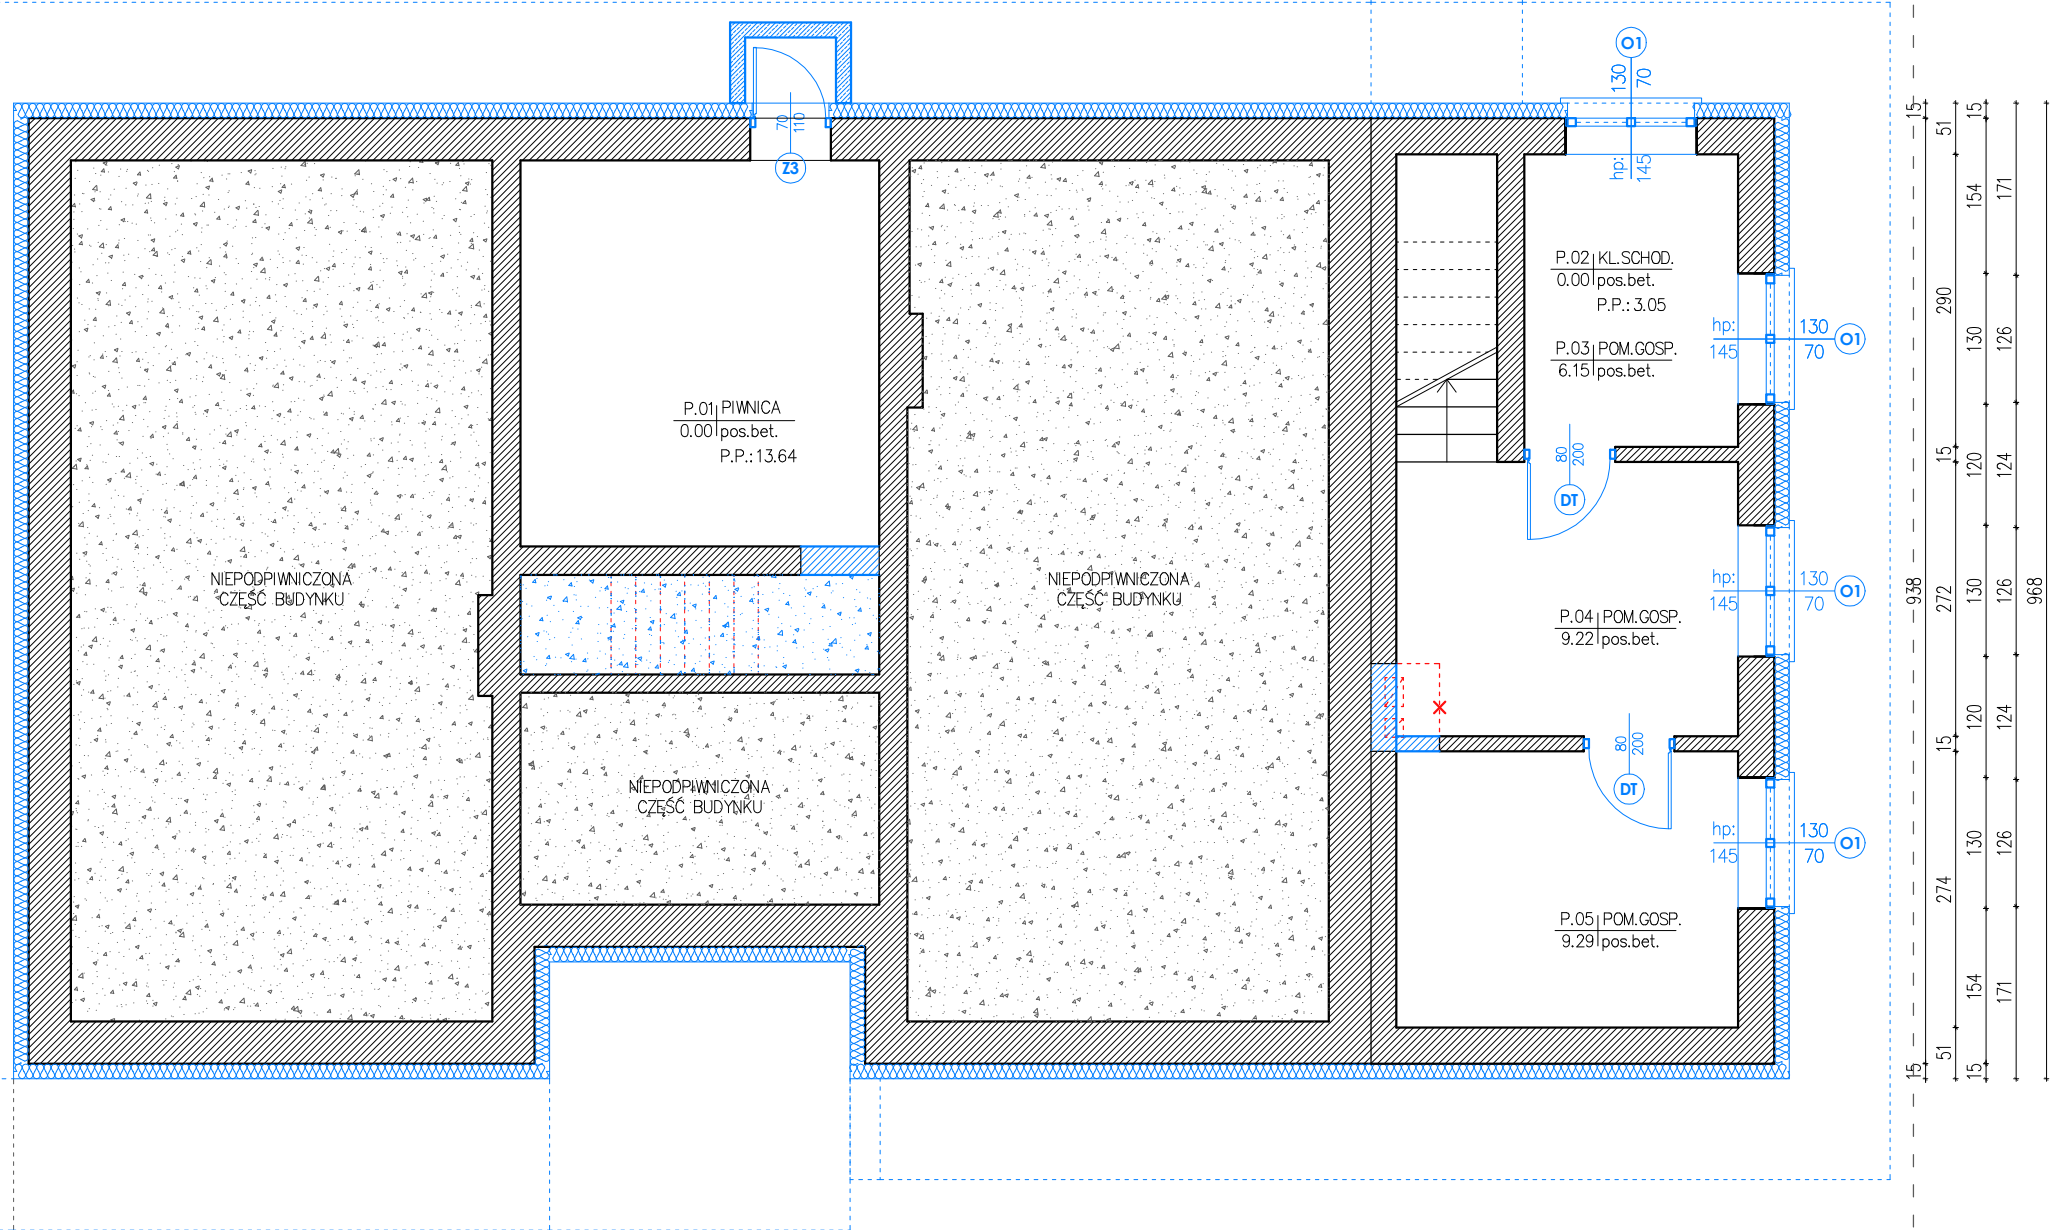 O1
130
70
hp:
145
70
110
Z3
P.02 KL.SCHOD.
0.00 pos.bet.
P.P.: 3.05
P.03 POM.GOSP.
6.15 pos.bet.
hp:
145
130
70
O1
P.01 PIWNICA
0.00 pos.bet.
P.P.: 13.64
80
200
DT
NIEPODPIWNICZONA
CZĘŚĆ BUDYNKU
NIEPODPIWNICZONA
CZĘŚĆ BUDYNKU
hp:
145
130
70
O1
P.04 POM.GOSP.
9.22 pos.bet.
80
200
DT
NIEPODPIWNICZONA
CZĘŚĆ BUDYNKU
hp:
145
130
70
O1
P.05 POM.GOSP.
9.29 pos.bet.
15
938
15
51
290
15
272
15
274
51
15
154
130
120
130
120
130
154
15
171
126
124
126
124
126
171
968